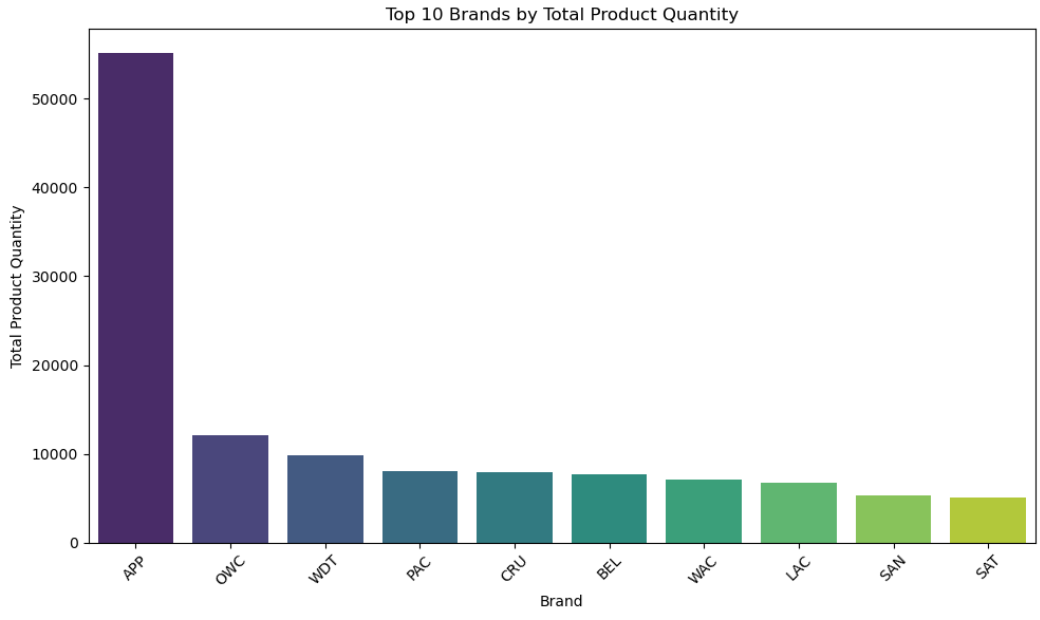 Top 10 Brands by Total Product Quantity
Total Product Quantity
50000
40000
30000
20000
10000
0
APP
OWC
WDT
PAC
CRU
BEL
WAC
LAC
SAN
SAT
Brand